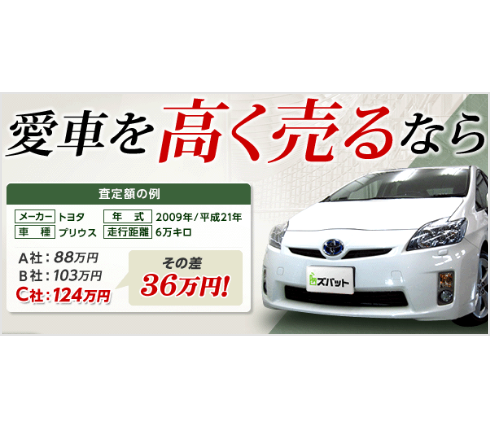 愛車を高く売るなら
査定額の例
メーカー トヨタ 年式 2009年/平成21年
車種 プリウス 走行距離 6万キロ
A社:88万円
B社:103万円
C社:124万円
その差
36万円!
ズバット